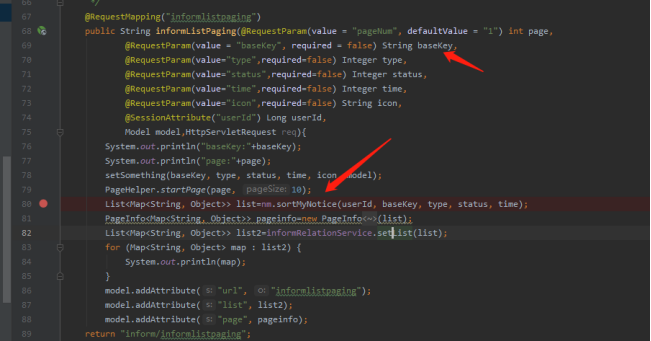 66 */
67 @RequestMapping("informlistpaging")
68 public String informListPaging(@RequestParam(value = "pageNum", defaultValue = "1") int page,
69 @RequestParam(value = "baseKey", required = false) String baseKey,
70 @RequestParam(value="type",required=false) Integer type,
71 @RequestParam(value="status",required=false) Integer status,
72 @RequestParam(value="time",required=false) Integer time,
73 @RequestParam(value="icon",required=false) String icon,
74 @SessionAttribute("userId") Long userId,
75 Model model,HttpServletRequest req){
76 System.out.println("baseKey:"+baseKey);
77 System.out.println("page:"+page);
78 setSomething(baseKey, type, status, time, icon, model);
79 PageHelper.startPage(page, pageSize: 10);
80 List<Map<String, Object>> list=nm.sortMyNotice(userId, baseKey, type, status, time);
81 PageInfo<Map<String, Object>> pageinfo=new PageInfo<~>(list);
82 List<Map<String, Object>> list2=informRelationService.setList(list);
83 for (Map<String, Object> map : list2) {
84 System.out.println(map);
85 }
86 model.addAttribute( s: "url", o: "informlistpaging");
87 model.addAttribute( s: "list", list2);
88 model.addAttribute( s: "page", pageinfo);
89 return "inform/informlistpaging";